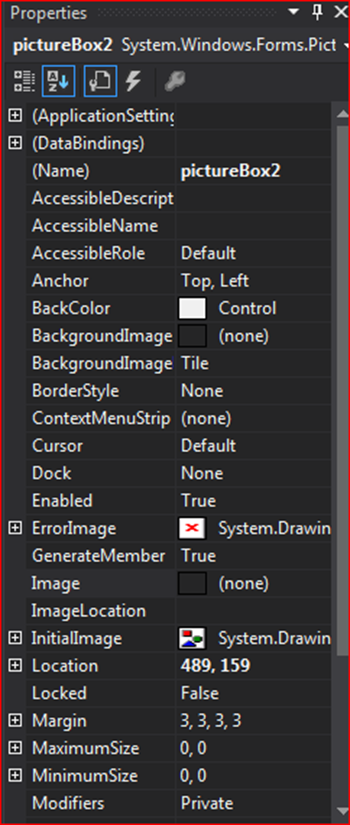 Properties
pictureBox2 System.Windows.Forms.Pict
(ApplicationSetting
(DataBindings)
(Name) pictureBox2
AccessibleDescript
AccessibleName
AccessibleRole Default
Anchor Top, Left
BackColor Control
BackgroundImage (none)
BackgroundImage Tile
BorderStyle None
ContextMenuStrip (none)
Cursor Default
Dock None
Enabled True
ErrorImage System.Drawin
GenerateMember True
Image (none)
ImageLocation
InitialImage System.Drawin
Location 489, 159
Locked False
Margin 3, 3, 3, 3
MaximumSize 0, 0
MinimumSize 0, 0
Modifiers Private